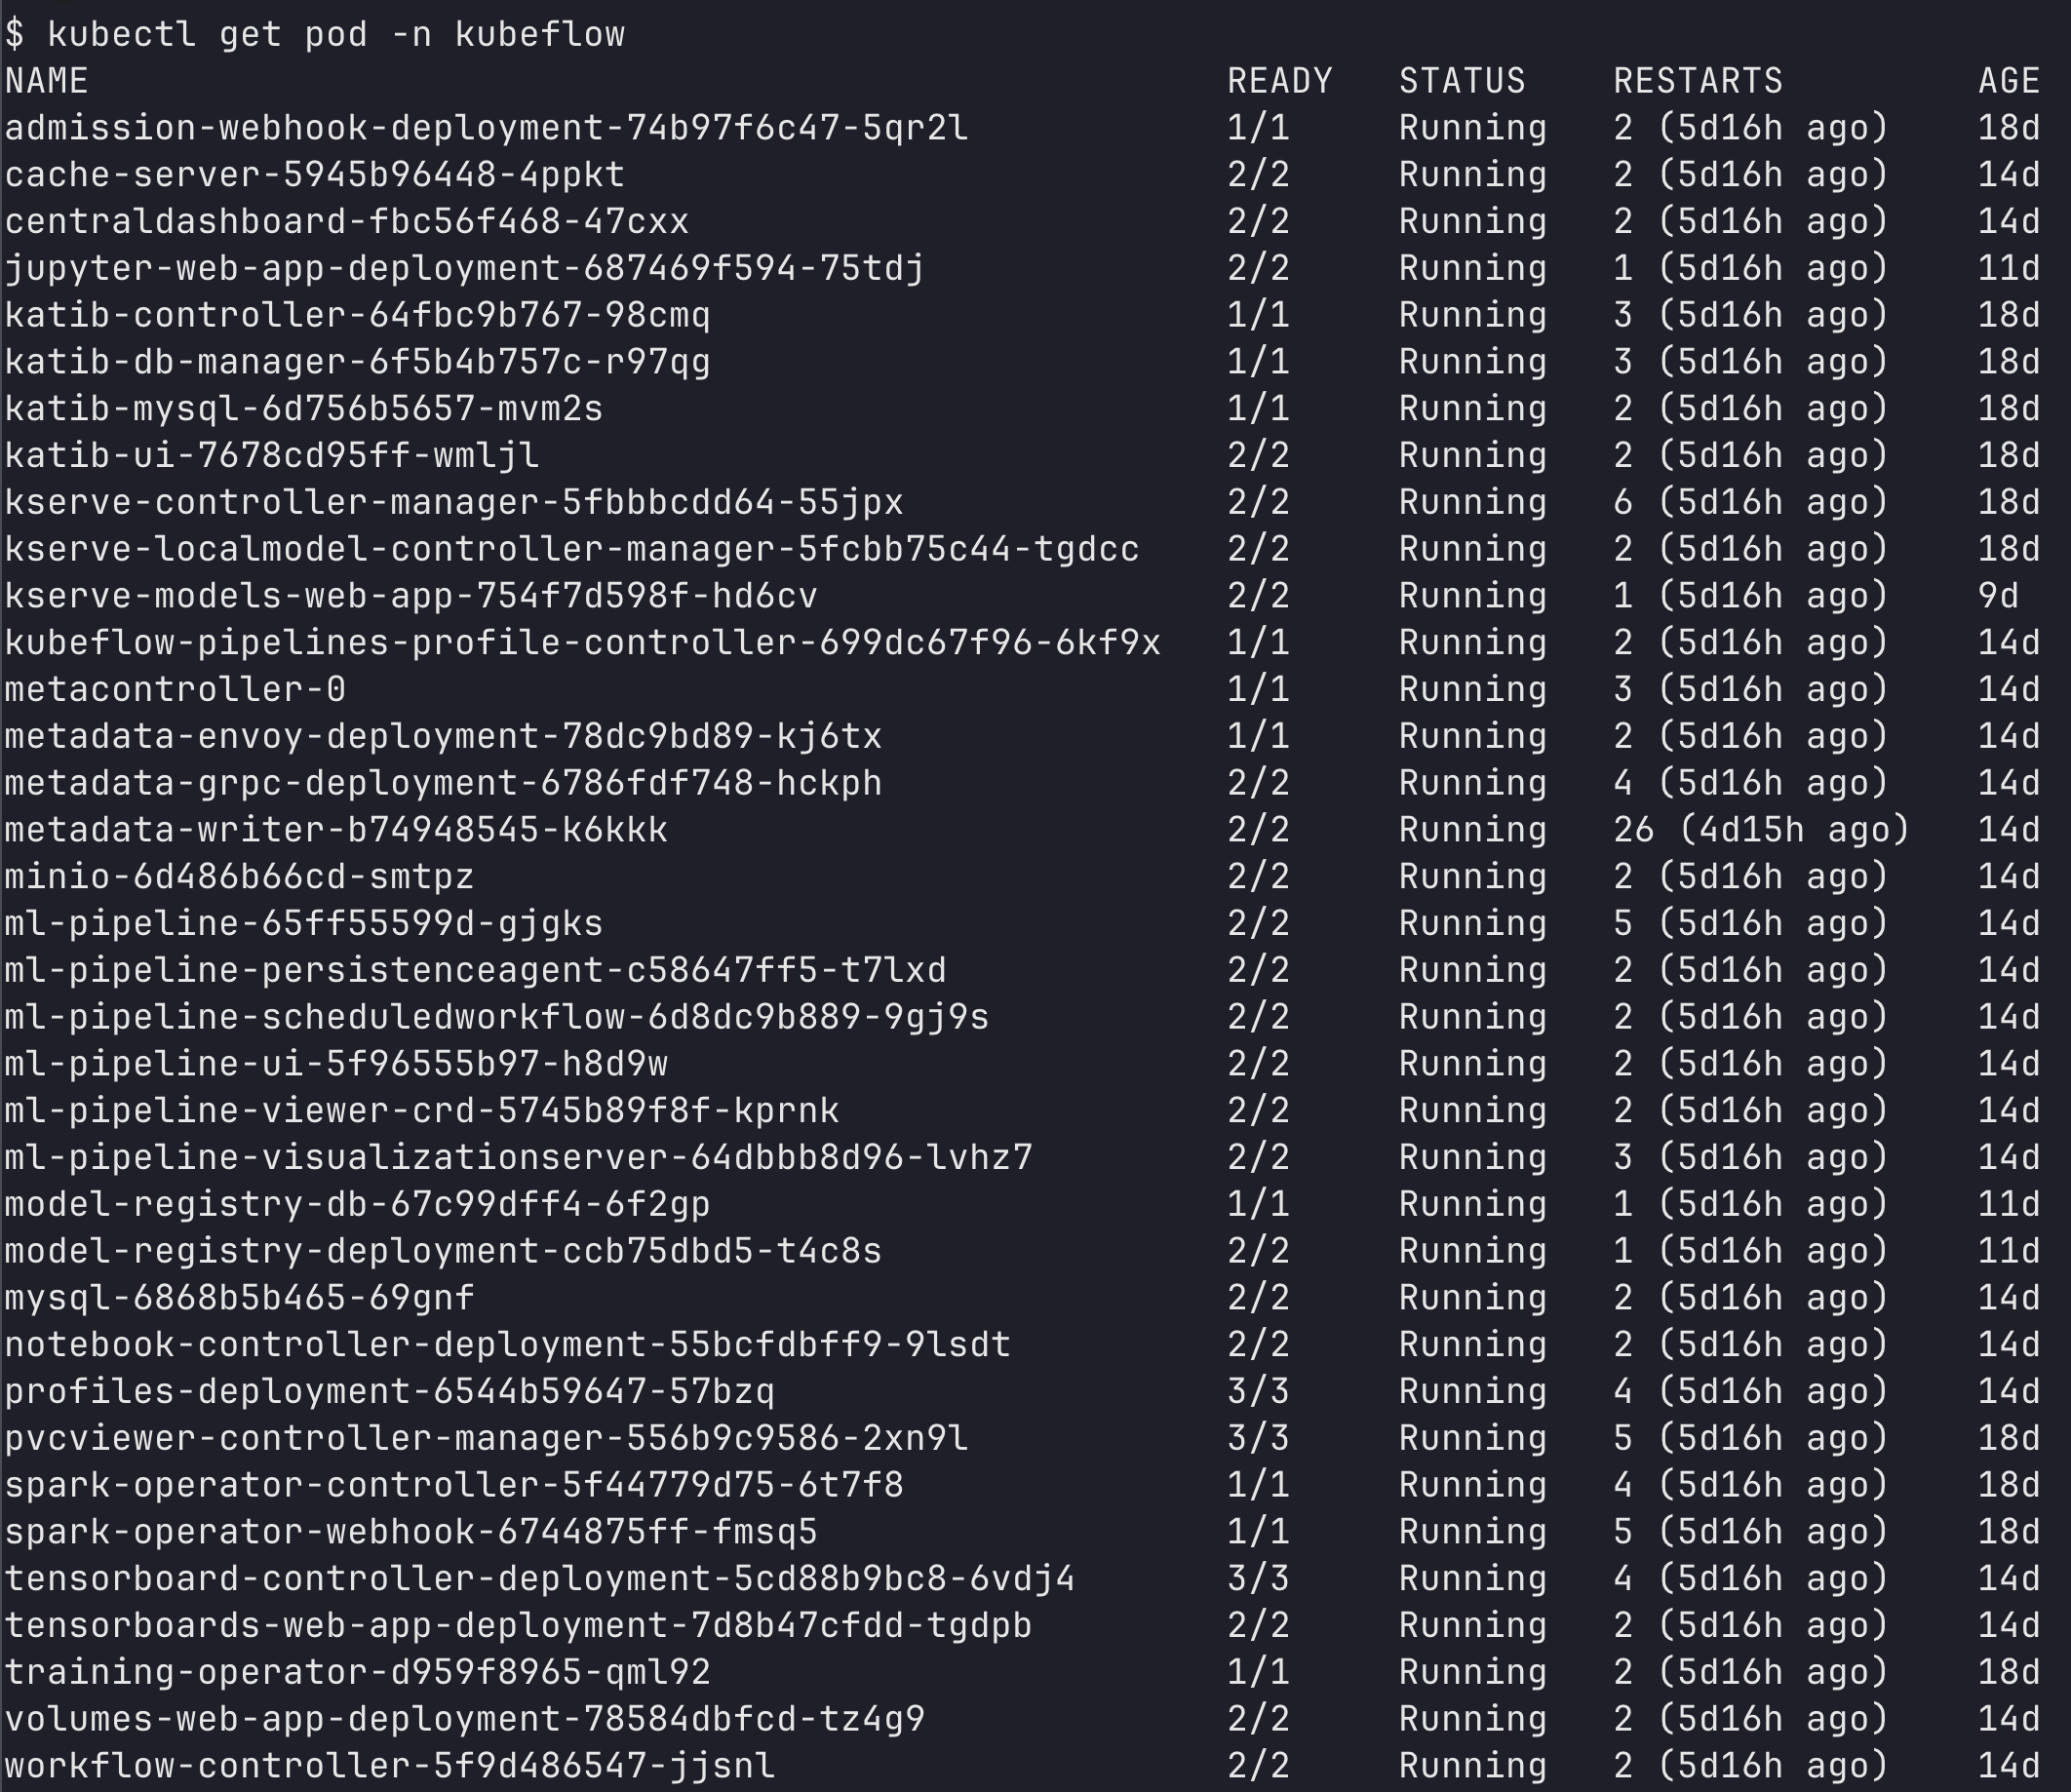 $ kubectl get pod -n kubeflow
NAME READY STATUS RESTARTS AGE
admission-webhook-deployment-74b97f6c47-5qr2l 1/1 Running 2 (5d16h ago) 18d
cache-server-5945b96448-4ppkt 2/2 Running 2 (5d16h ago) 14d
centraldashboard-fbc56f468-47cxx 2/2 Running 2 (5d16h ago) 14d
jupyter-web-app-deployment-687469f594-75tdj 2/2 Running 1 (5d16h ago) 11d
katib-controller-64fbc9b767-98cmq 1/1 Running 3 (5d16h ago) 18d
katib-db-manager-6f5b4b757c-r97qg 1/1 Running 3 (5d16h ago) 18d
katib-mysql-6d756b5657-mvm2s 1/1 Running 2 (5d16h ago) 18d
katib-ui-7678cd95ff-wmljl 2/2 Running 2 (5d16h ago) 18d
kserve-controller-manager-5fbbbcdd64-55jpx 2/2 Running 6 (5d16h ago) 18d
kserve-localmodel-controller-manager-5fcbb75c44-tgdcc 2/2 Running 2 (5d16h ago) 18d
kserve-models-web-app-754f7d598f-hd6cv 2/2 Running 1 (5d16h ago) 9d
kubeflow-pipelines-profile-controller-699dc67f96-6kf9x 1/1 Running 2 (5d16h ago) 14d
metacontroller-0 1/1 Running 3 (5d16h ago) 14d
metadata-envoy-deployment-78dc9bd89-kj6tx 1/1 Running 2 (5d16h ago) 14d
metadata-grpc-deployment-6786fdf748-hckph 2/2 Running 4 (5d16h ago) 14d
metadata-writer-b74948545-k6kkk 2/2 Running 26 (4d15h ago) 14d
minio-6d486b66cd-smtpz 2/2 Running 2 (5d16h ago) 14d
ml-pipeline-65ff55599d-gjgks 2/2 Running 5 (5d16h ago) 14d
ml-pipeline-persistenceagent-c58647ff5-t7lxd 2/2 Running 2 (5d16h ago) 14d
ml-pipeline-scheduledworkflow-6d8dc9b889-9gj9s 2/2 Running 2 (5d16h ago) 14d
ml-pipeline-ui-5f96555b97-h8d9w 2/2 Running 2 (5d16h ago) 14d
ml-pipeline-viewer-crd-5745b89f8f-kprnk 2/2 Running 2 (5d16h ago) 14d
ml-pipeline-visualizationserver-64dbbb8d96-lvhz7 2/2 Running 3 (5d16h ago) 14d
model-registry-db-67c99dff4-6f2gp 1/1 Running 1 (5d16h ago) 11d
model-registry-deployment-ccb75dbd5-t4c8s 2/2 Running 1 (5d16h ago) 11d
mysql-6868b5b465-69gnf 2/2 Running 2 (5d16h ago) 14d
notebook-controller-deployment-55bcfdbff9-9lsdt 2/2 Running 2 (5d16h ago) 14d
profiles-deployment-6544b59647-57bzq 3/3 Running 4 (5d16h ago) 14d
pvcviewer-controller-manager-556b9c9586-2xn9l 3/3 Running 5 (5d16h ago) 18d
spark-operator-controller-5f44779d75-6t7f8 1/1 Running 4 (5d16h ago) 18d
spark-operator-webhook-6744875ff-fmsq5 1/1 Running 5 (5d16h ago) 18d
tensorboard-controller-deployment-5cd88b9bc8-6vdj4 3/3 Running 4 (5d16h ago) 14d
tensorboards-web-app-deployment-7d8b47cfdd-tgdpb 2/2 Running 2 (5d16h ago) 14d
training-operator-d959f8965-qml92 1/1 Running 2 (5d16h ago) 18d
volumes-web-app-deployment-78584dbfcd-tz4g9 2/2 Running 2 (5d16h ago) 14d
workflow-controller-5f9d486547-jjsnl 2/2 Running 2 (5d16h ago) 14d